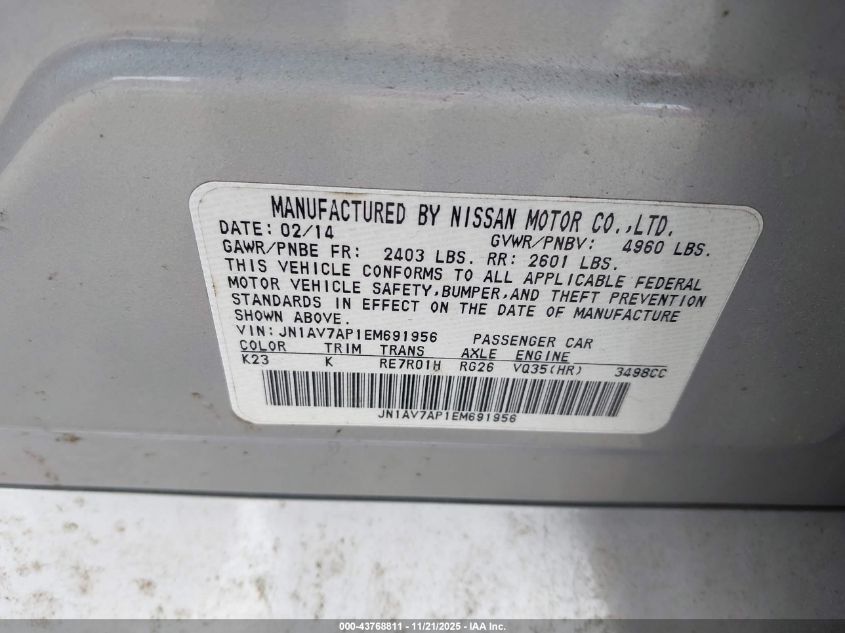 MANUFACTURED BY NISSAN MOTOR CO.,LTD.
DATE: 02/14 GVWR/PNBV: 4960 LBS.
GAWR/PNBE FR: 2403 LBS. RR: 2601 LBS.
THIS VEHICLE CONFORMS TO ALL APPLICABLE FEDERAL
MOTOR VEHICLE SAFETY,BUMPER,AND THEFT PREVENTION
STANDARDS IN EFFECT ON THE DATE OF MANUFACTURE
SHOWN ABOVE.
VIN:JN1AV7AP1EM691956 PASSENGER CAR
COLOR TRIM TRANS AXLE ENGINE
K23 K RE7R01H RG26 VQ35(HR) 3498CC
JN1AV7AP1EM691956
000-43768811 - 11/21/2025 - IAA Inc.